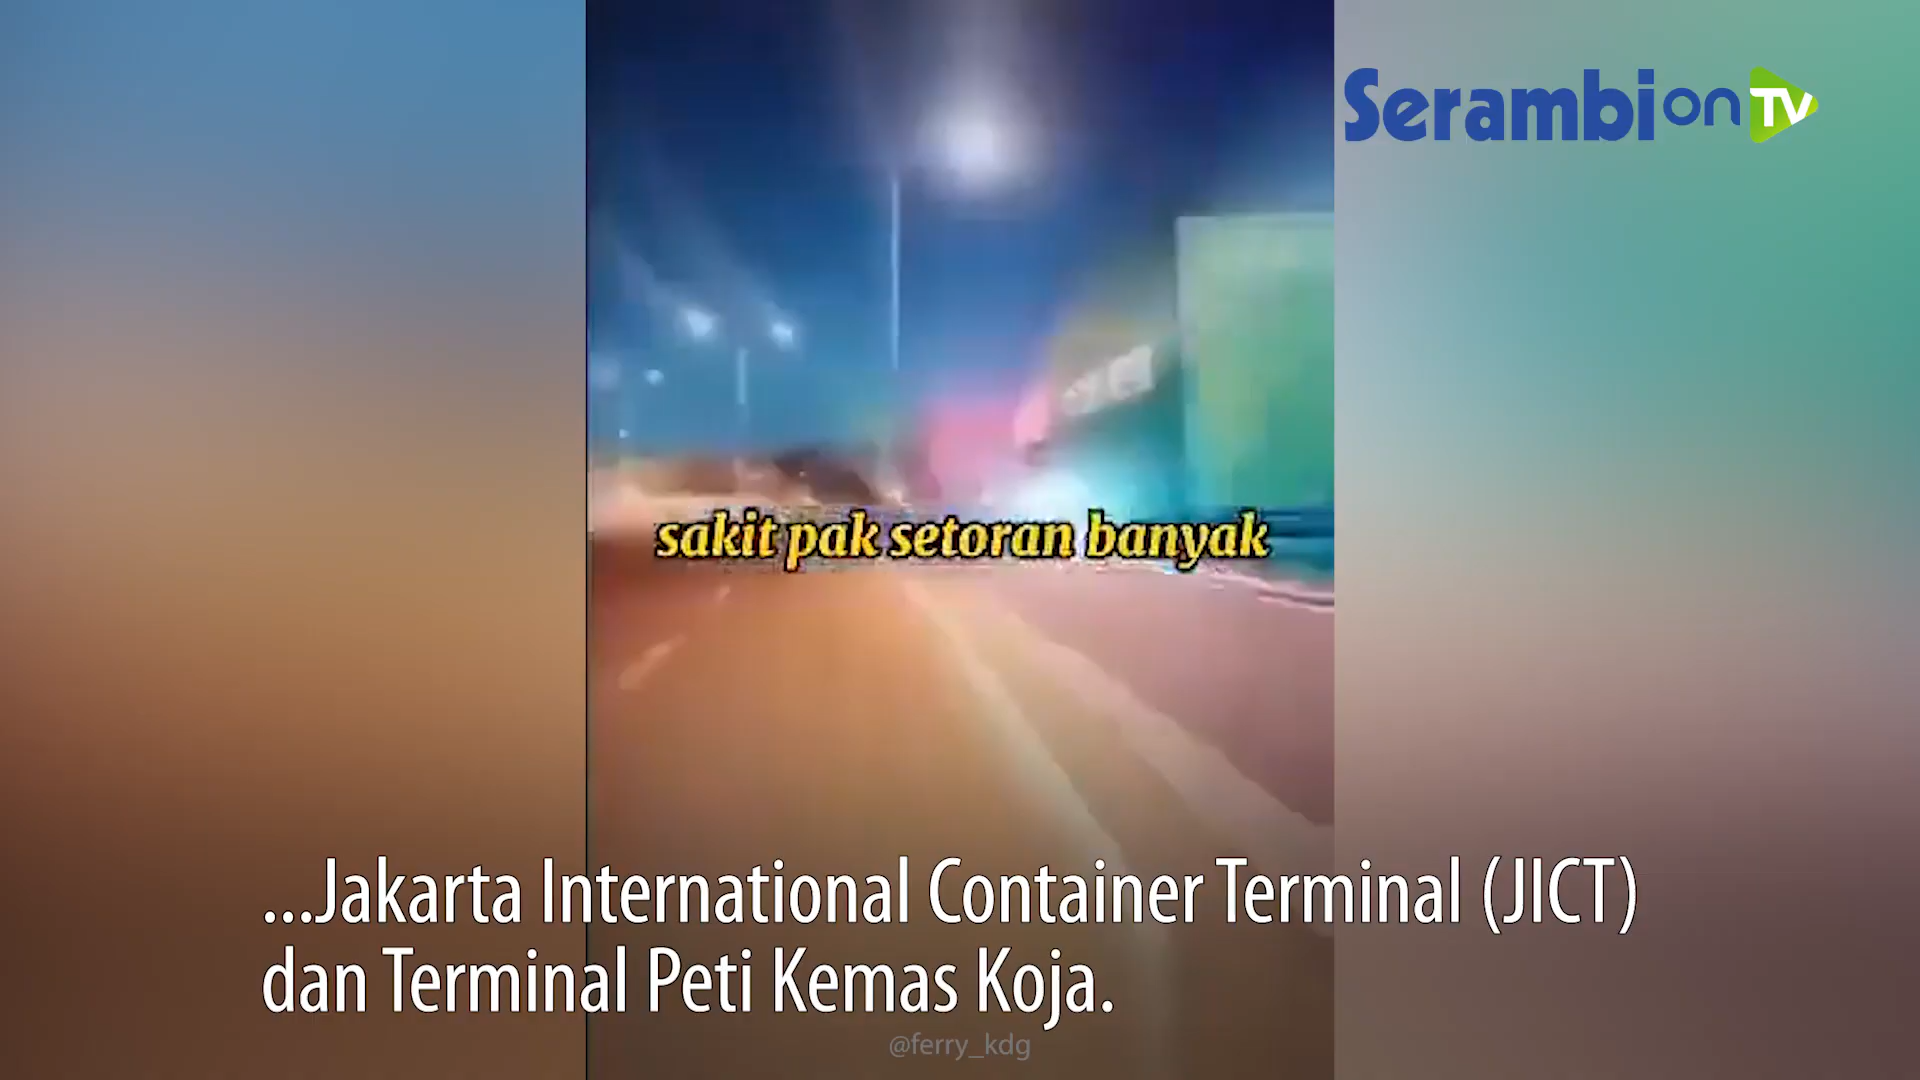 Serambi on TV
sakit pak setoran banyak
...Jakarta International Container Terminal (JICT)
dan Terminal Peti Kemas Koja.
@ferry_kdg